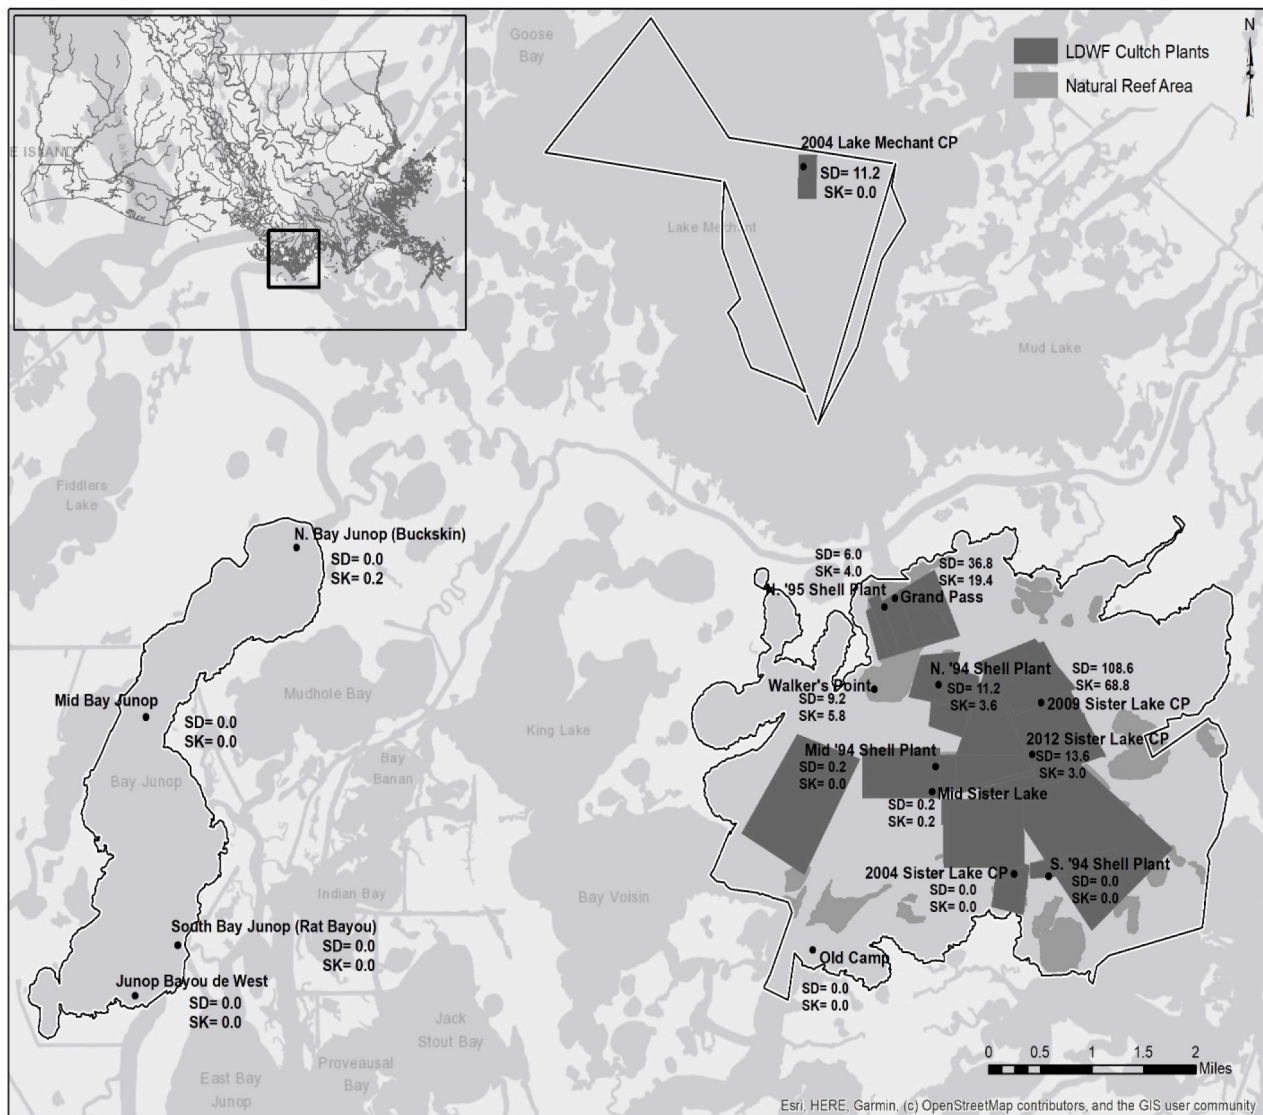 N
LDWF Cultch Plants
Natural Reef Area
Goose
Bay
E ISLAND
Lake
2004 Lake Mechant CP
SD= 11.2
SK= 0.0
Lake Mechant
Mud Lake
Fiddlers
Lake
N. Bay Junop (Buckskin)
SD= 0.0
SK= 0.2
Mid Bay Junop
SD= 0.0
SK= 0.0
Bay Junop
Mudhole Bay
Bay
Banan
King Lake
Indian Bay
Bay Voisin
South Bay Junop (Rat Bayou)
SD= 0.0
SK= 0.0
Junop Bayou de West
SD= 0.0
SK= 0.0
Jack
Stout Bay
Proveausal
Bay
East Bay
Junop
SD= 6.0
SK= 4.0
N. '95 Shell Plant
SD= 36.8
SK= 19.4
Grand Pass
N. '94 Shell Plant
SD= 11.2
SK= 3.6
SD= 108.6
SK= 68.8
2009 Sister Lake CP
Walker's Point
SD= 9.2
SK= 5.8
2012 Sister Lake CP
SD= 13.6
SK= 3.0
Mid '94 Shell Plant
SD= 0.2
SK= 0.0
Mid Sister Lake
SD= 0.2
SK= 0.2
2004 Sister Lake CP
SD= 0.0
SK= 0.0
S. '94 Shell Plant
SD= 0.0
SK= 0.0
Old Camp
SD= 0.0
SK= 0.0
0 0.5 1 2
Miles
Esri, HERE, Garmin, (c) OpenStreetMap contributors, and the GIS user community